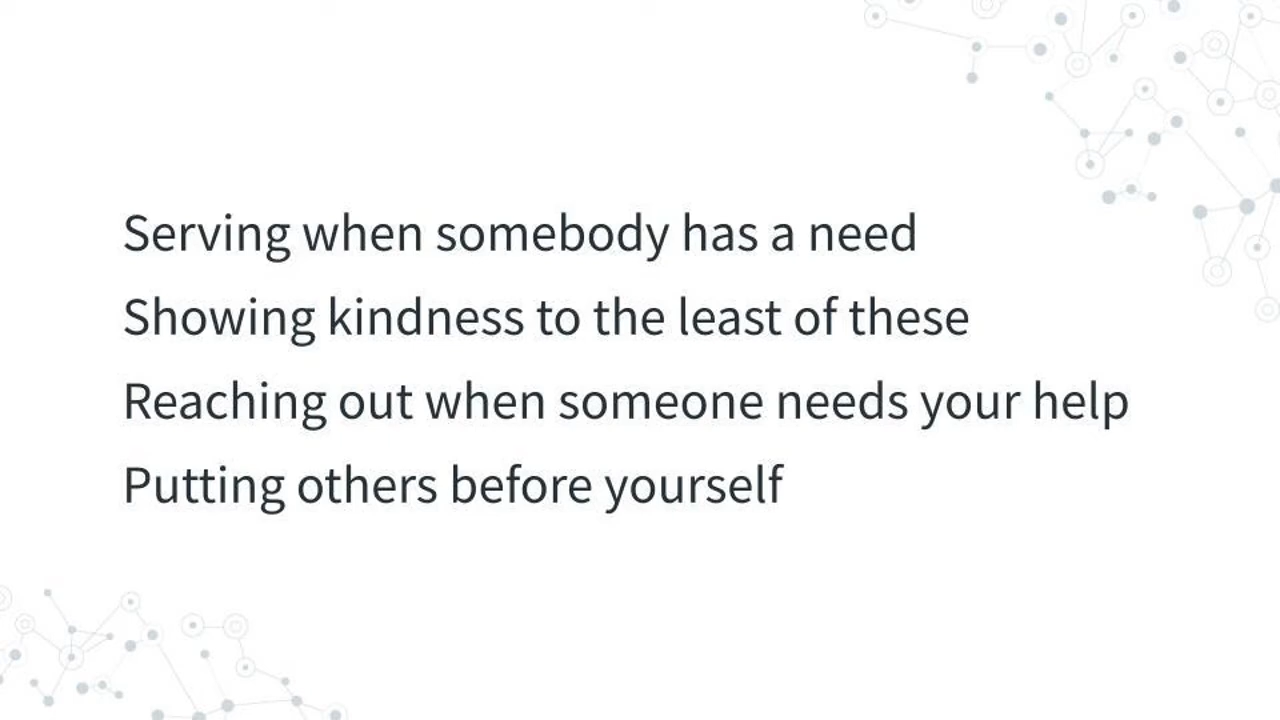 Serving when somebody has a need
Showing kindness to the least of these
Reaching out when someone needs your help
Putting others before yourself